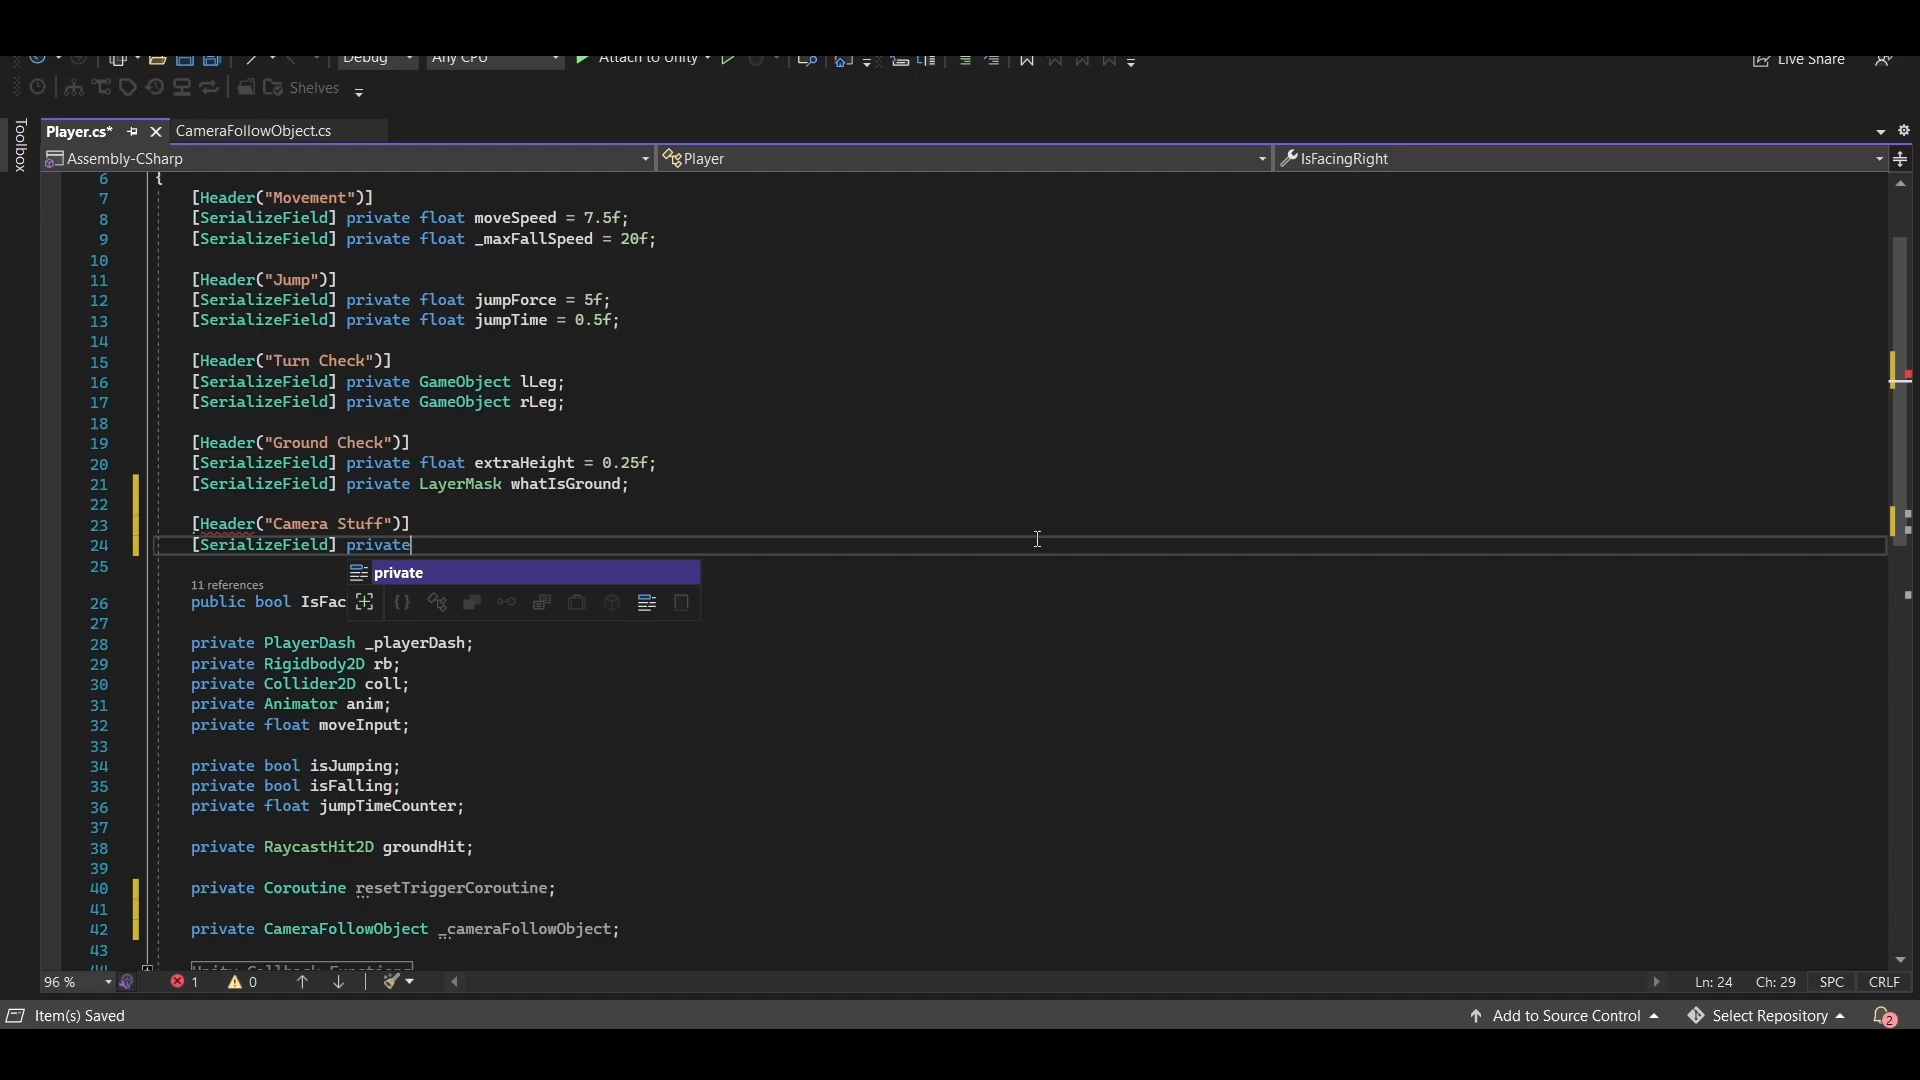 Debug Any CPU Attach to Unity Live Share
Shelves
Toolbox
Player.cs* CameraFollowObject.cs
Assembly-CSharp Player IsFacingRight
6 {
7 [Header("Movement")]
8 [SerializeField] private float moveSpeed = 7.5f;
9 [SerializeField] private float _maxFallSpeed = 20f;
10
11 [Header("Jump")]
12 [SerializeField] private float jumpForce = 5f;
13 [SerializeField] private float jumpTime = 0.5f;
14
15 [Header("Turn Check")]
16 [SerializeField] private GameObject lLeg;
17 [SerializeField] private GameObject rLeg;
18
19 [Header("Ground Check")]
20 [SerializeField] private float extraHeight = 0.25f;
21 [SerializeField] private LayerMask whatIsGround;
22
23 [Header("Camera Stuff")]
24 [SerializeField] private
25 private
11 references
26 public bool IsFac
27
28 private PlayerDash _playerDash;
29 private Rigidbody2D rb;
30 private Collider2D coll;
31 private Animator anim;
32 private float moveInput;
33
34 private bool isJumping;
35 private bool isFalling;
36 private float jumpTimeCounter;
37
38 private RaycastHit2D groundHit;
39
40 private Coroutine resetTriggerCoroutine;
41
42 private CameraFollowObject _cameraFollowObject;
43
44 Unity Callback Functions
96 % 1 0 Ln: 24 Ch: 29 SPC CRLF
Item(s) Saved Add to Source Control Select Repository 2